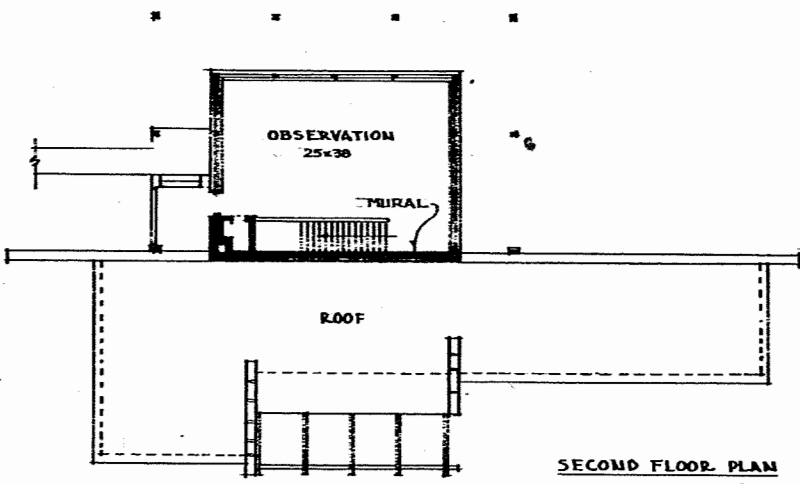 OBSERVATION
25x38
MURAL
ROOF
SECOND FLOOR PLAN